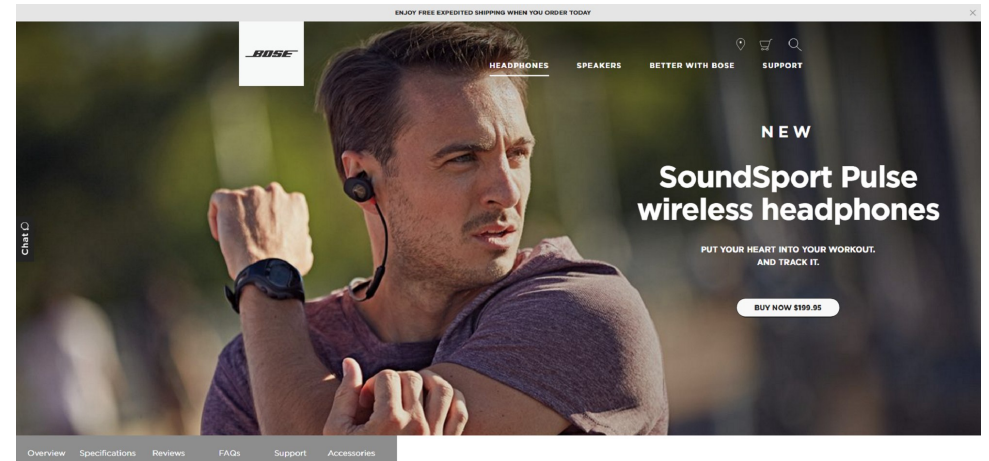 ENJOY FREE EXPEDITED SHIPPING WHEN YOU ORDER TODAY
BOSE
HEADPHONES SPEAKERS BETTER WITH BOSE SUPPORT
NEW
SoundSport Pulse
wireless headphones
PUT YOUR HEART INTO YOUR WORKOUT.
AND TRACK IT.
BUY NOW $199.95
Chat
Overview Specifications Reviews FAQs Support Accessories